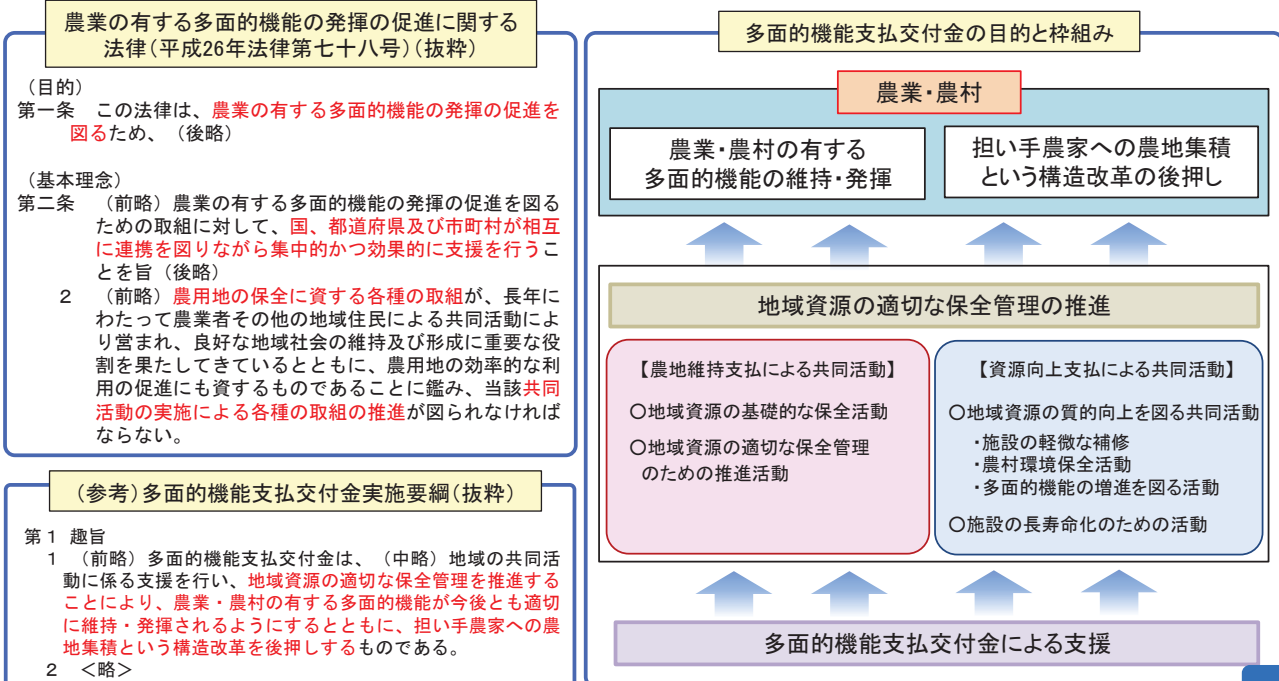 農業の有する多面的機能の発揮の促進に関する
法律(平成26年法律第七十八号)(抜粋)
(目的)
第一条 この法律は、農業の有する多面的機能の発揮の促進を
図るため、(後略)
(基本理念)
第二条 (前略)農業の有する多面的機能の発揮の促進を図る
ための取組に対して、国、都道府県及び市町村が相互
に連携を図りながら集中的かつ効果的に支援を行うこ
とを旨(後略)
2 (前略)農用地の保全に資する各種の取組が、長年に
わたって農業者その他の地域住民による共同活動によ
り営まれ、良好な地域社会の維持及び形成に重要な役
割を果たしてきているとともに、農用地の効率的な利
用の促進にも資するものであることに鑑み、当該共同
活動の実施による各種の取組の推進が図られなければ
ならない。
(参考)多面的機能支払交付金実施要綱(抜粋)
第1 趣旨
1 (前略)多面的機能支払交付金は、(中略)地域の共同活
動に係る支援を行い、地域資源の適切な保全管理を推進する
ことにより、農業・農村の有する多面的機能が今後とも適切
に維持・発揮されるようにするとともに、担い手農家への農
地集積という構造改革を後押しするものである。
2 <略>
多面的機能支払交付金の目的と枠組み
農業・農村
農業・農村の有する
多面的機能の維持・発揮
担い手農家への農地集積
という構造改革の後押し
地域資源の適切な保全管理の推進
【農地維持支払による共同活動】
○地域資源の基礎的な保全活動
○地域資源の適切な保全管理
のための推進活動
【資源向上支払による共同活動】
○地域資源の質的向上を図る共同活動
・施設の軽微な補修
・農村環境保全活動
・多面的機能の増進を図る活動
○施設の長寿命化のための活動
多面的機能支払交付金による支援